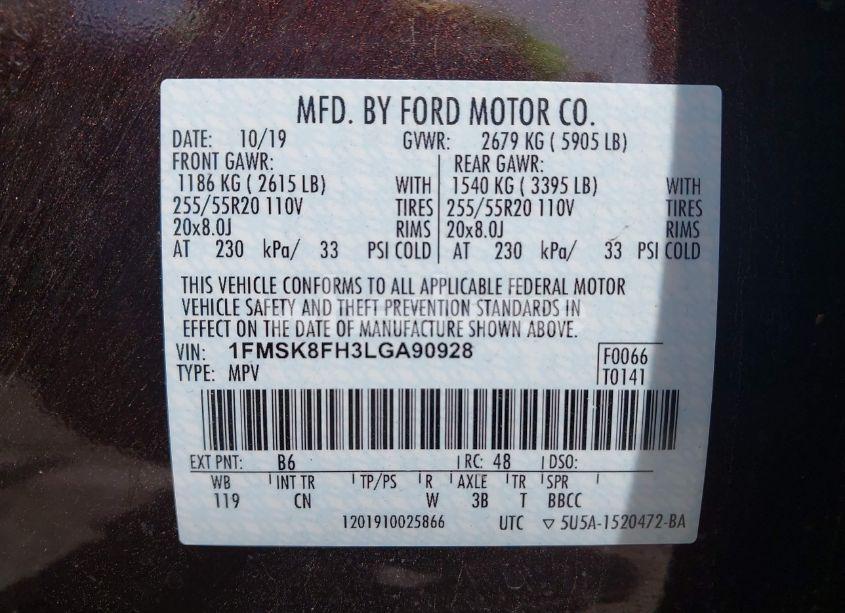 MFD. BY FORD MOTOR CO.
DATE: 10/19 GVWR: 2679 KG ( 5905 LB)
FRONT GAWR: REAR GAWR:
1186 KG ( 2615 LB) WITH 1540 KG ( 3395 LB) WITH
255/55R20 110V TIRES 255/55R20 110V TIRES
20x8.0J RIMS 20x8.0J RIMS
AT 230 kPa/ 33 PSI COLD AT 230 kPa/ 33 PSI COLD
THIS VEHICLE CONFORMS TO ALL APPLICABLE FEDERAL MOTOR
VEHICLE SAFETY AND THEFT PREVENTION STANDARDS IN
EFFECT ON THE DATE OF MANUFACTURE SHOWN ABOVE.
VIN: 1FMSK8FH3LGA90928 F0066
TYPE: MPV T0141
EXT PNT: B6 RC: 48 DSO:
WB INT TR TP/PS R AXLE TR SPR
119 CN W 3B T BBCC
1201910025866 UTC ▽ 5U5A-1520472-BA